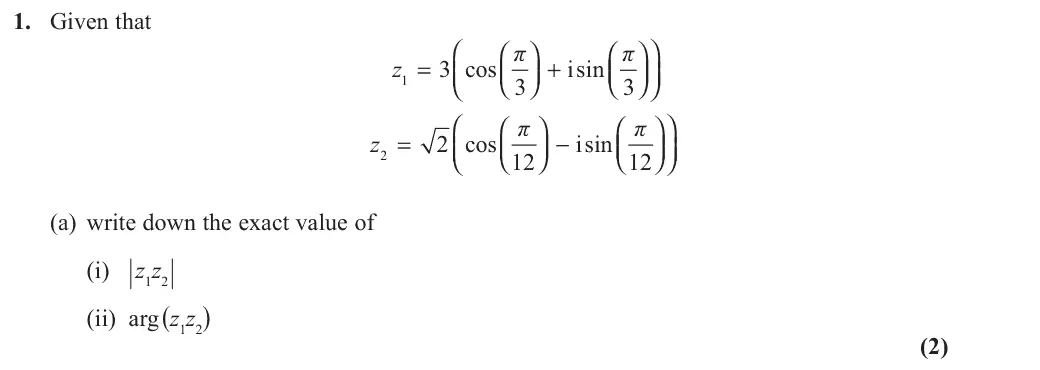 1. Given that
z₁ = 3(cos(π/3) + i sin(π/3))
z₂ = √2(cos(π/12) − i sin(π/12))
(a) write down the exact value of
(i) |z₁z₂|
(ii) arg(z₁z₂)
(2)